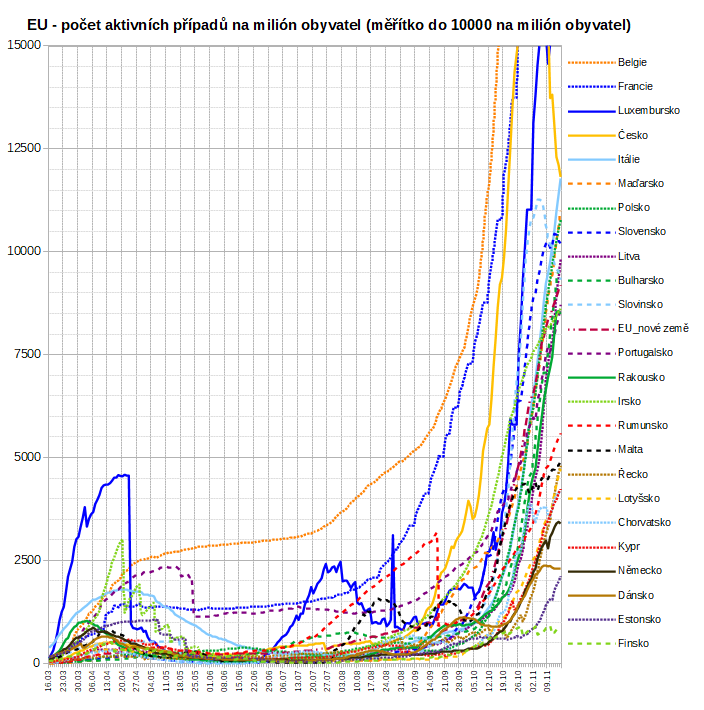 EU - počet aktivních případů na milión obyvatel (měřítko do 10000 na milión obyvatel)
15000
12500
10000
7500
5000
2500
0
Belgie
Francie
Luxembursko
Česko
Itálie
Maďarsko
Polsko
Slovensko
Litva
Bulharsko
Slovinsko
EU_nové země
Portugalsko
Rakousko
Irsko
Rumunsko
Malta
Řecko
Lotyšsko
Chorvatsko
Kypr
Německo
Dánsko
Estonsko
Finsko
16.03
23.03
30.03
06.04
13.04
20.04
27.04
04.05
11.05
18.05
25.05
01.06
08.06
15.06
22.06
29.06
06.07
13.07
20.07
27.07
03.08
10.08
17.08
24.08
31.08
07.09
14.09
21.09
28.09
05.10
12.10
19.10
26.10
02.11
09.11